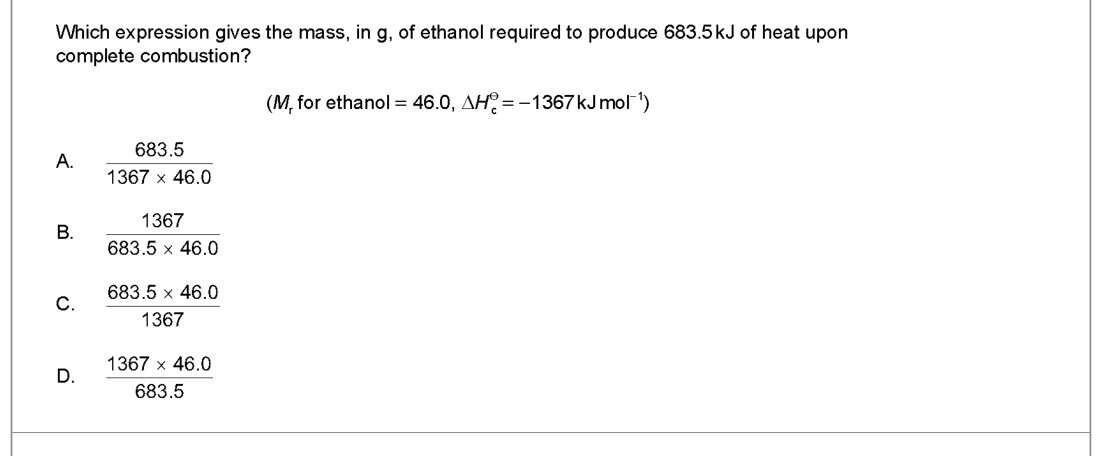 Which expression gives the mass, in g, of ethanol required to produce 683.5 kJ of heat upon
complete combustion?
(Mr for ethanol = 46.0, ΔH⦵c = −1367 kJ mol⁻¹)
A. 683.5
1367 × 46.0
B. 1367
683.5 × 46.0
C. 683.5 × 46.0
1367
D. 1367 × 46.0
683.5